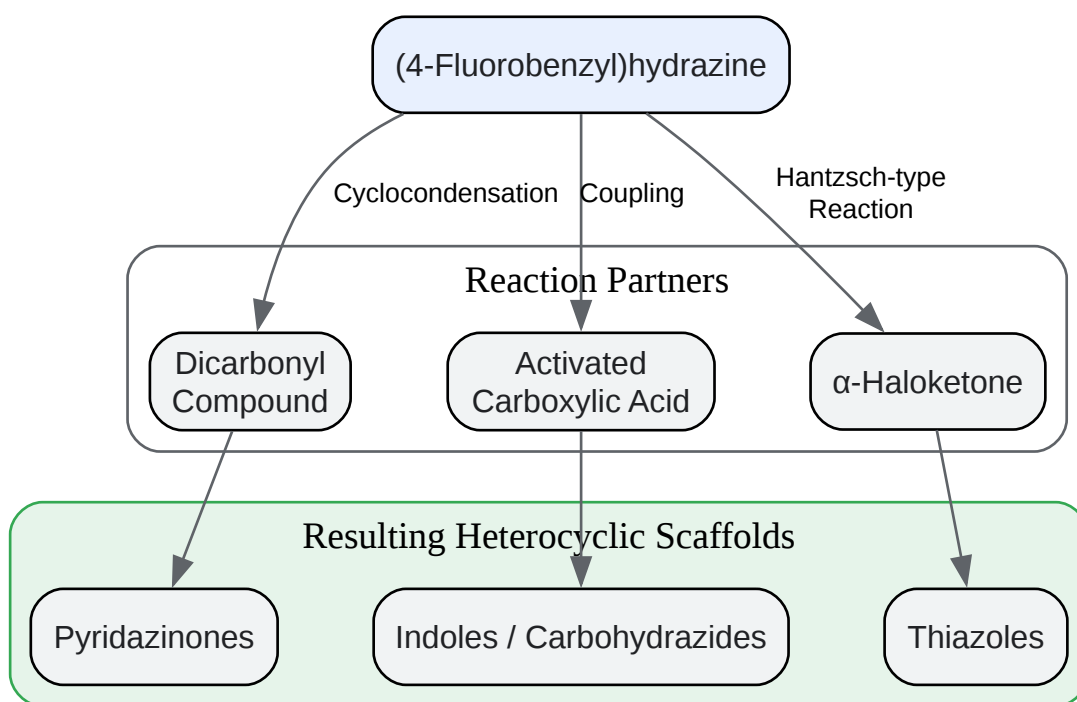 (4-Fluorobenzyl)hydrazine
Cyclocondensation
Coupling
Hantzsch-type
Reaction
Reaction Partners
Dicarbonyl
Compound
Activated
Carboxylic Acid
α-Haloketone
Resulting Heterocyclic Scaffolds
Pyridazinones
Indoles / Carbohydrazides
Thiazoles